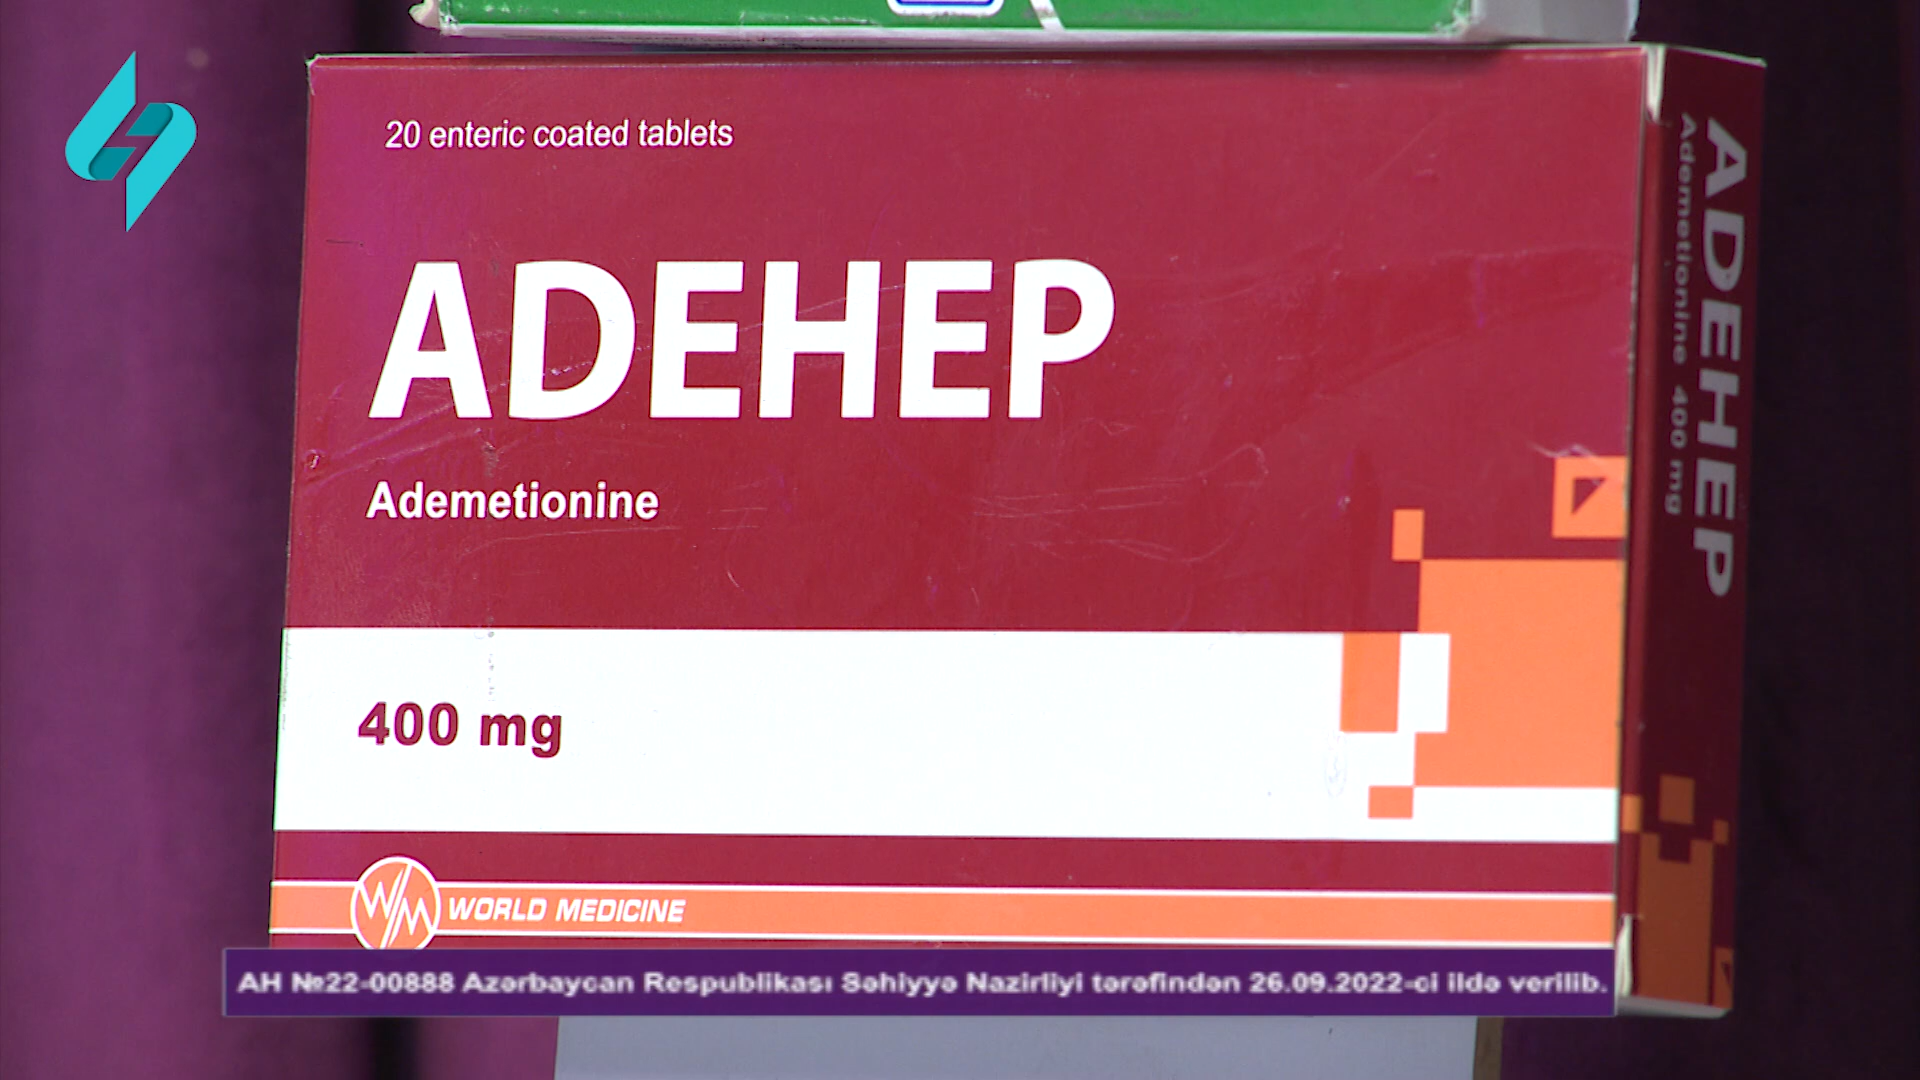 20 enteric coated tablets
ADEHEP
Ademetionine
400 mg
WM WORLD MEDICINE
ADEHEP
Ademetionine 400 mg
AH №22-00888 Azərbaycan Respublikası Səhiyyə Nazirliyi tərəfindən 26.09.2022-ci ildə verilib.